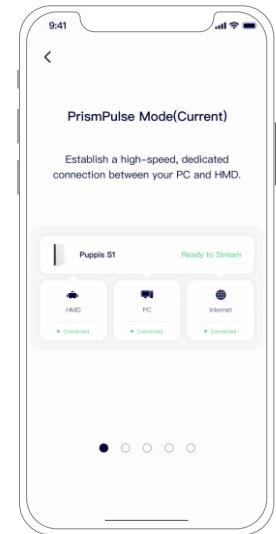 9:41
PrismPulse Mode(Current)
Establish a high-speed, dedicated
connection between your PC and HMD.
Puppis S1 Ready to Stream
HMD PC Internet
Connected Connected Connected